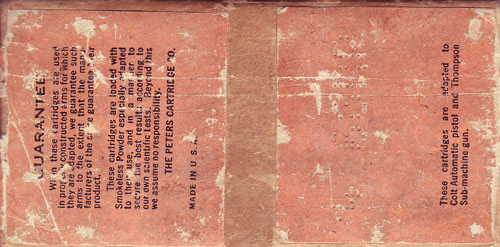 GUARANTEE
When these cartridges are used
in properly constructed arms for which
they are adapted, we guarantee such
arms to the extent that the manu-
facturers of the same guarantee their
product.
These cartridges are loaded with
Smokeless Powder especially adapted
to their use, and in a manner to
secure the best result: according to
our own scientific tests. Beyond this
we assume no responsibility.
THE PETERS CARTRIDGE CO.
MADE IN U.S.A.
These cartridges are adapted to
Colt Automatic pistol and Thompson
Sub-machine gun.